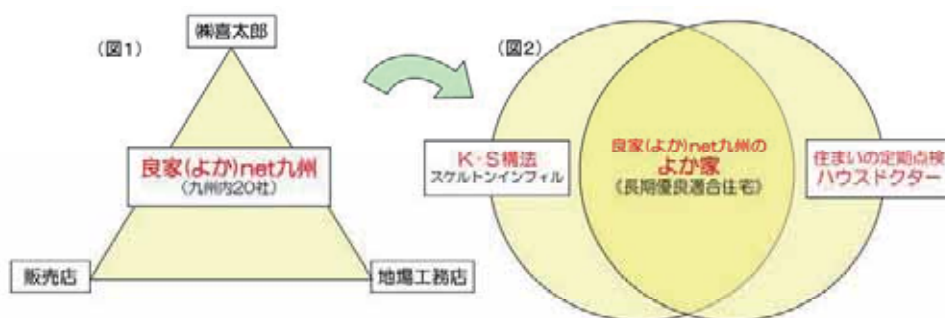 (図1)
㈱喜太郎
良家(よか)net九州
(九州内20社)
販売店
地場工務店
(図2)
K・S構法
スケルトンインフィル
良家(よか)net九州の
よか家
《長期優良適合住宅》
住まいの定期点検
ハウスドクター